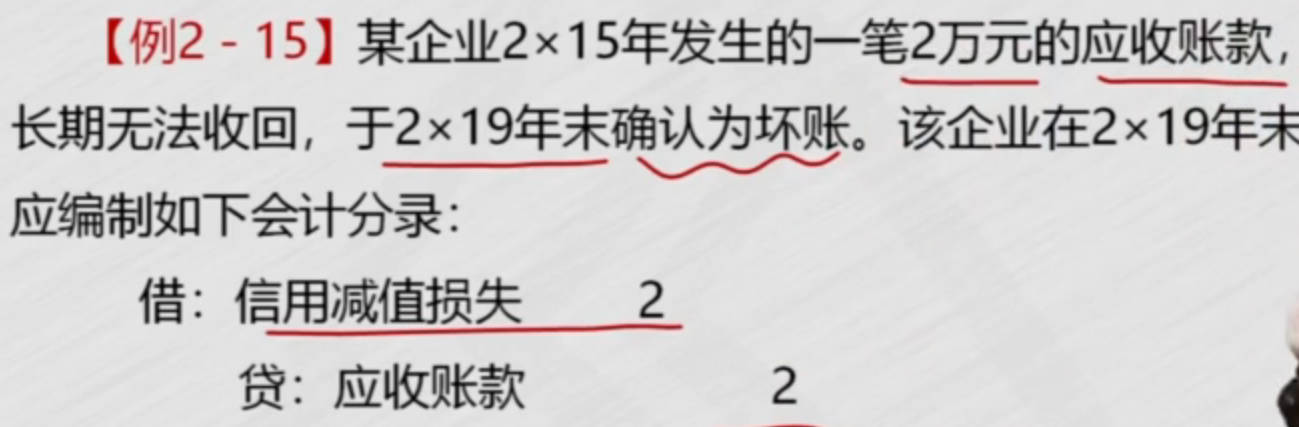 【例2-15】某企业2×15年发生的一笔2万元的应收账款，
长期无法收回，于2×19年末确认为坏账。该企业在2×19年末
应编制如下会计分录：
借：信用减值损失 2
贷：应收账款 2